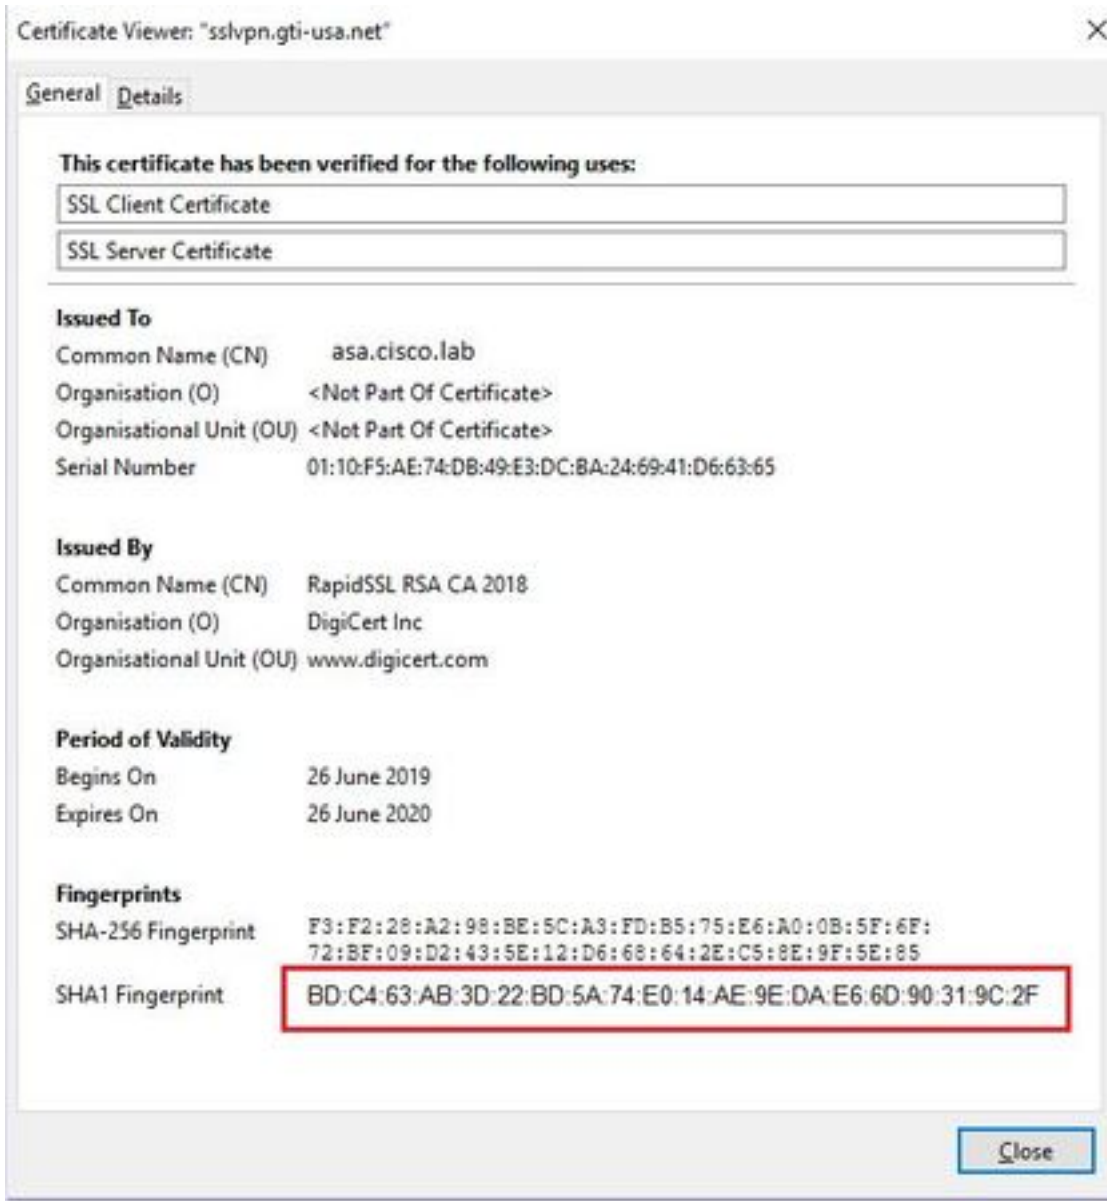 Certificate Viewer: "sslvpn.gti-usa.net"
General Details
This certificate has been verified for the following uses:
SSL Client Certificate
SSL Server Certificate
Issued To
Common Name (CN) asa.cisco.lab
Organisation (O) <Not Part Of Certificate>
Organisational Unit (OU) <Not Part Of Certificate>
Serial Number 01:10:F5:AE:74:DB:49:E3:DC:BA:24:69:41:D6:63:65
Issued By
Common Name (CN) RapidSSL RSA CA 2018
Organisation (O) DigiCert Inc
Organisational Unit (OU) www.digicert.com
Period of Validity
Begins On 26 June 2019
Expires On 26 June 2020
Fingerprints
SHA-256 Fingerprint F3:F2:28:A2:98:BE:5C:A3:FD:B5:75:E6:A0:0B:5F:6F:
72:BF:09:D2:43:5E:12:D6:68:64:2E:C5:8E:9F:5E:85
SHA1 Fingerprint BD:C4:63:AB:3D:22:BD:5A:74:E0:14:AE:9E:DA:E6:6D:90:31:9C:2F
Close